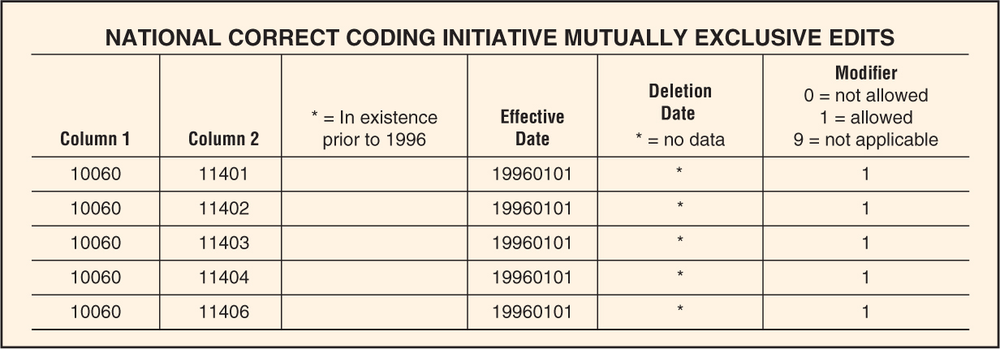 NATIONAL CORRECT CODING INITIATIVE MUTUALLY EXCLUSIVE EDITS
Column 1
Column 2
* = In existence
prior to 1996
Effective
Date
Deletion
Date
* = no data
Modifier
0 = not allowed
1 = allowed
9 = not applicable
10060 11401 19960101 * 1
10060 11402 19960101 * 1
10060 11403 19960101 * 1
10060 11404 19960101 * 1
10060 11406 19960101 * 1